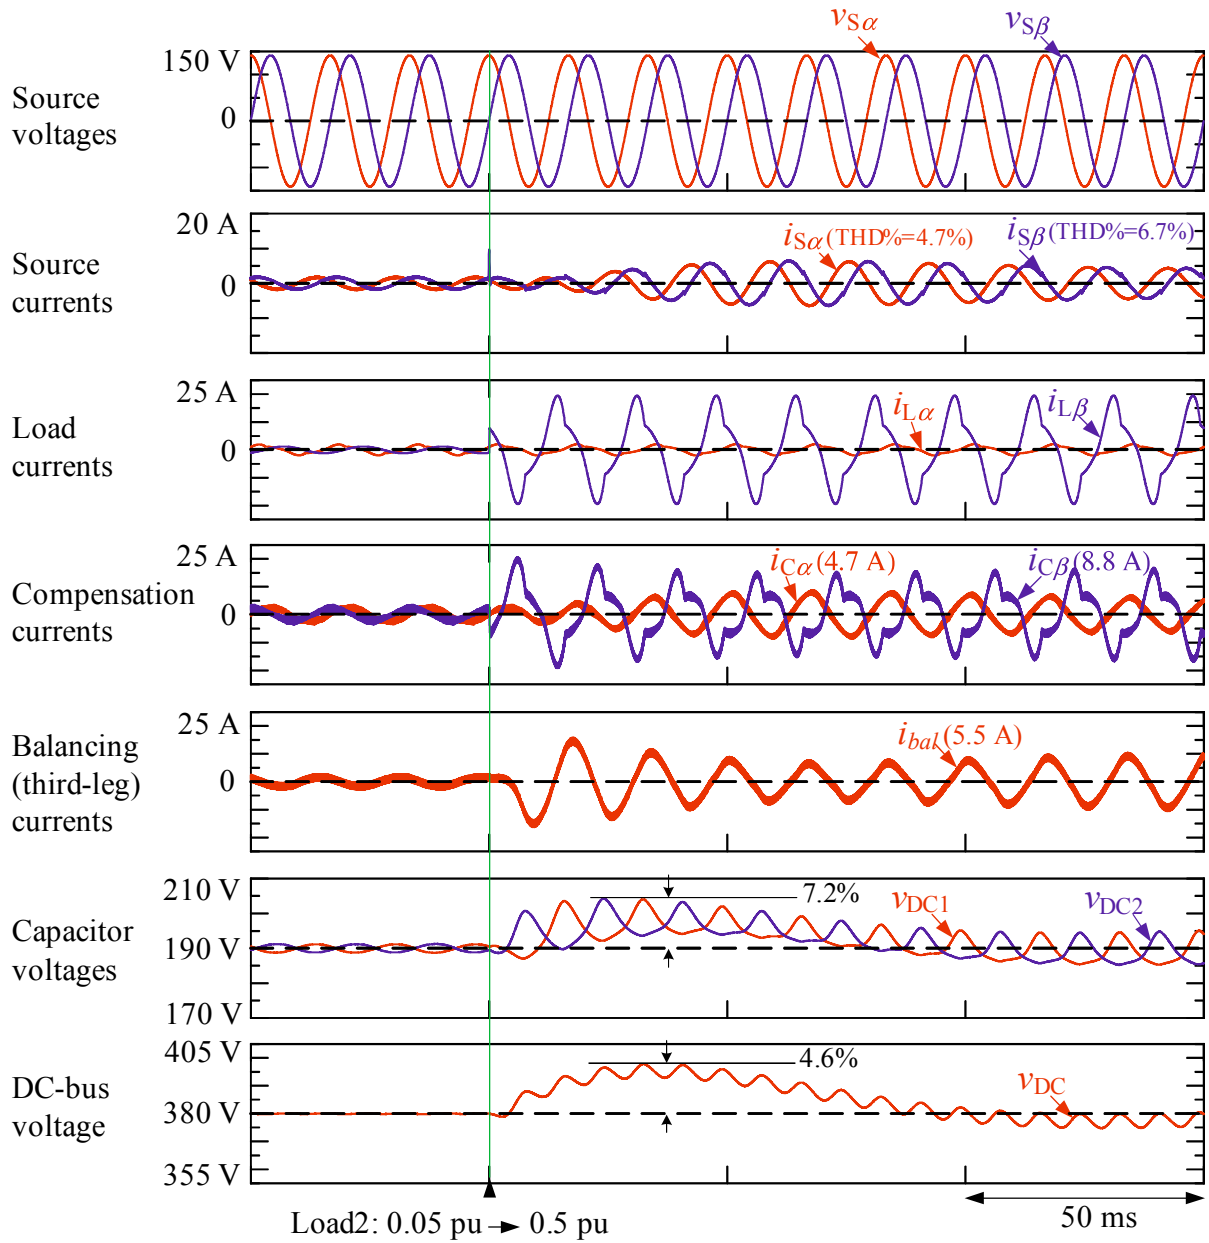 vSα vSβ
150 V
Source
voltages
0
20 A
iSα(THD%=4.7%) iSβ(THD%=6.7%)
Source
currents
0
25 A
iLα iLβ
Load
currents
0
25 A
iCα(4.7 A) iCβ(8.8 A)
Compensation
currents
0
25 A
Balancing
(third-leg)
currents
ibal(5.5 A)
0
210 V
7.2%
vDC1 vDC2
Capacitor
voltages
190 V
170 V
405 V
4.6%
DC-bus
voltage
vDC
380 V
355 V
Load2: 0.05 pu → 0.5 pu
50 ms